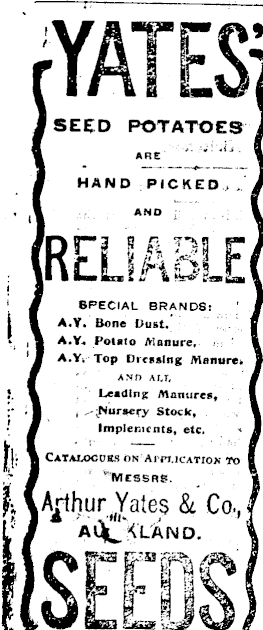 YATES'
SEED POTATOES
ARE
HAND PICKED
AND
RELIABLE
SPECIAL BRANDS:
A.Y. Bone Dust.
A.Y. Potato Manure.
A.Y. Top Dressing Manure.
AND ALL
Leading Manures,
Nursery Stock,
Implements, etc.
CATALOGUES ON APPLICATION TO
MESSRS.
Arthur Yates & Co.,
AUCKLAND.
SEEDS